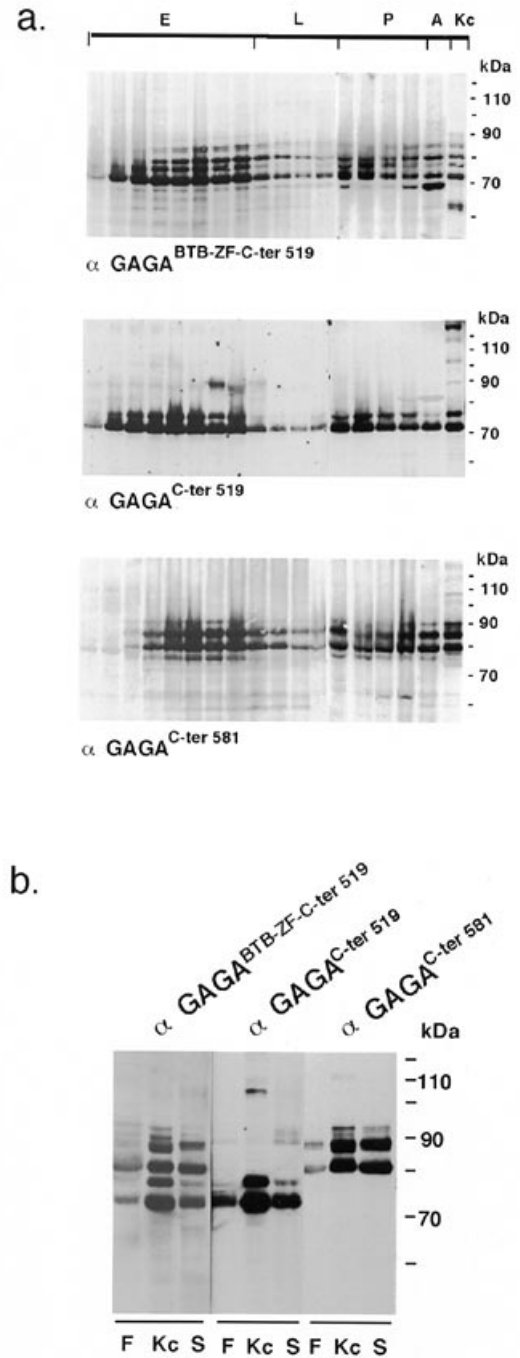 a.
E L P A Kc
kDa
- 110
- 90
- 70
α GAGA BTB-ZF-C-ter 519
kDa
- 110
- 90
- 70
α GAGA C-ter 519
kDa
- 110
- 90
- 70
α GAGA C-ter 581
b.
α GAGA BTB-ZF-C-ter 519
α GAGA C-ter 519
α GAGA C-ter 581
kDa
- 110
- 90
- 70
F Kc S F Kc S F Kc S